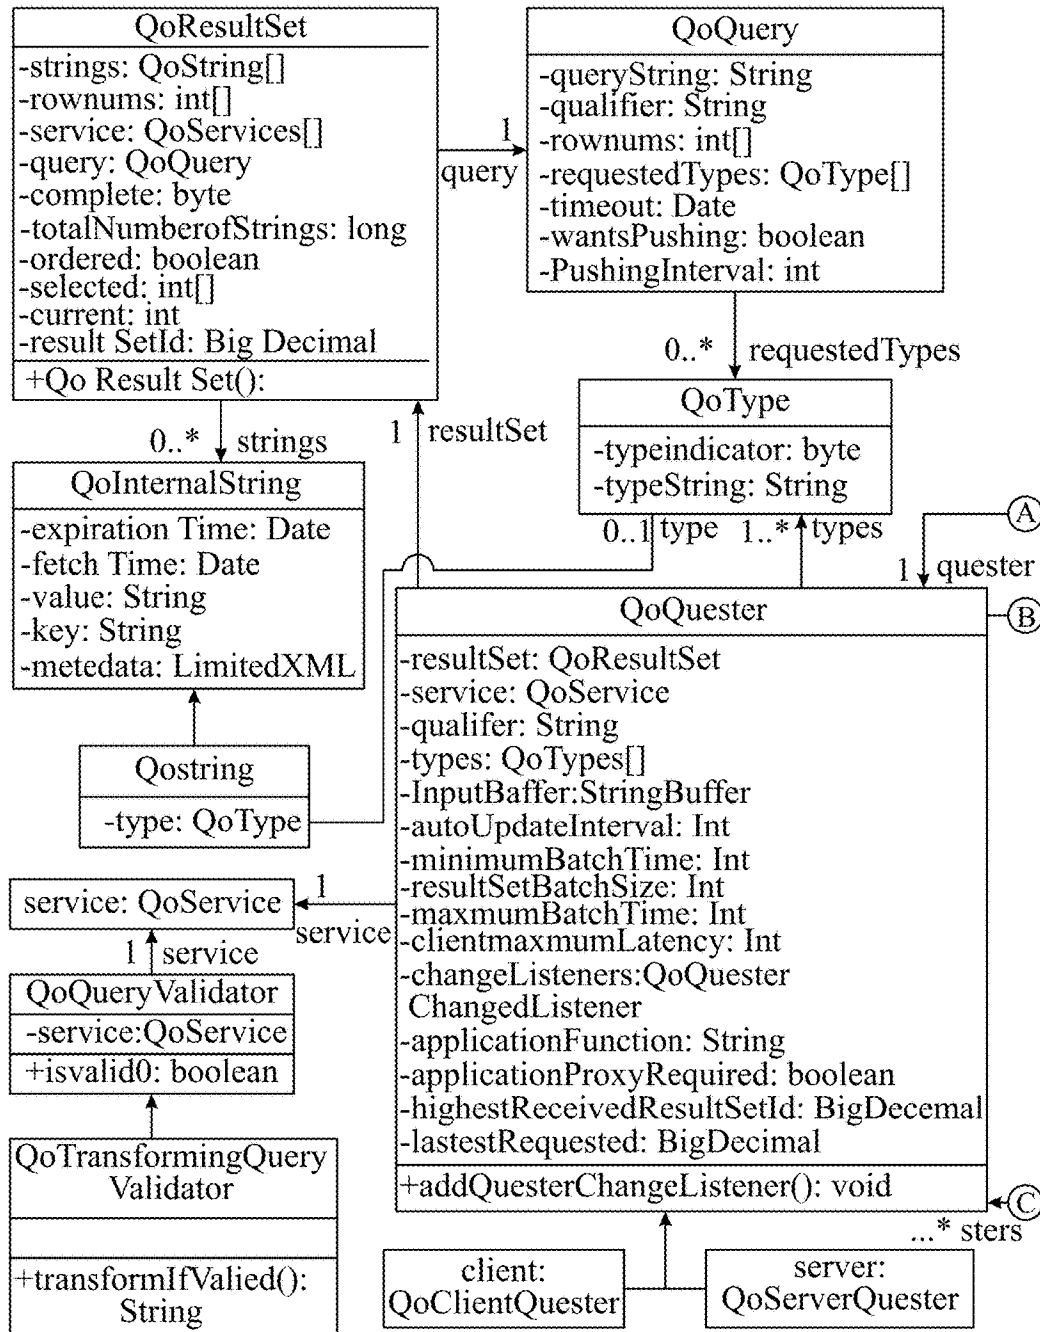 QoResultSet
-strings: QoString[]
-rownums: int[]
-service: QoServices[]
-query: QoQuery
-complete: byte
-totalNumberofStrings: long
-ordered: boolean
-selected: int[]
-current: int
-result SetId: Big Decimal
+Qo Result Set():
1
query
QoQuery
-queryString: String
-qualifier: String
-rownums: int[]
-requestedTypes: QoType[]
-timeout: Date
-wantsPushing: boolean
-PushingInterval: int
0..* requestedTypes
0..* strings
1 resultSet
QoType
-typeindicator: byte
-typeString: String
0..1 type
1..* types
A
1 quester
B
QoInternalString
-expiration Time: Date
-fetch Time: Date
-value: String
-key: String
-metedata: LimitedXML
Qostring
-type: QoType
QoQuester
-resultSet: QoResultSet
-service: QoService
-qualifer: String
-types: QoTypes[]
-InputBaffer:StringBuffer
-autoUpdateInterval: Int
-minimumBatchTime: Int
-resultSetBatchSize: Int
-maxmumBatchTime: Int
-clientmaxmumLatency: Int
-changeListeners:QoQuester
ChangedListener
-applicationFunction: String
-applicationProxyRequired: boolean
-highestReceivedResultSetId: BigDecemal
-lastestRequested: BigDecimal
+addQuesterChangeListener(): void
C
...* sters
service: QoService
1
service
1 service
QoQueryValidator
-service:QoService
+isvalid0: boolean
QoTransformingQuery
Validator
+transformIfValied():
String
client:
QoClientQuester
server:
QoServerQuester